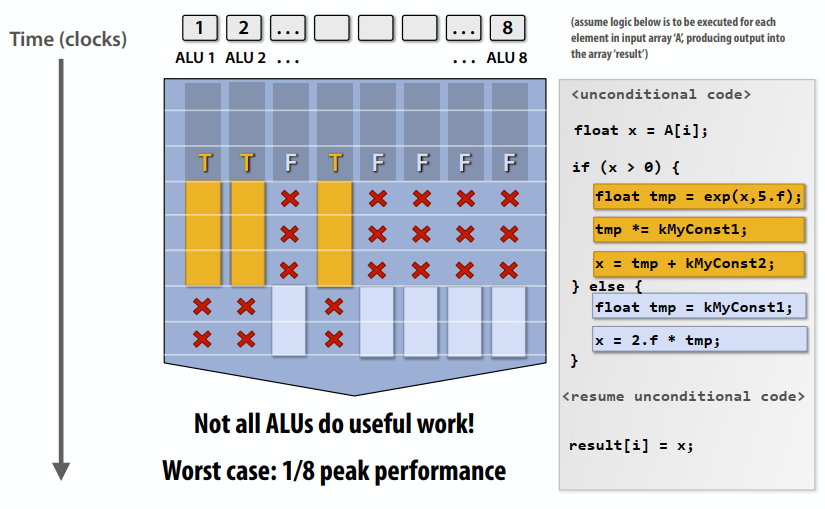 1 2 ... ... 8
Time (clocks)
ALU 1 ALU 2 ... ... ALU 8
(assume logic below is to be executed for each
element in input array ‘A’, producing output into
the array ‘result’)
T T F T F F F F
<unconditional code>
float x = A[i];
if (x > 0) {
float tmp = exp(x,5.f);
tmp *= kMyConst1;
x = tmp + kMyConst2;
} else {
float tmp = kMyConst1;
x = 2.f * tmp;
}
<resume unconditional code>
result[i] = x;
Not all ALUs do useful work!
Worst case: 1/8 peak performance